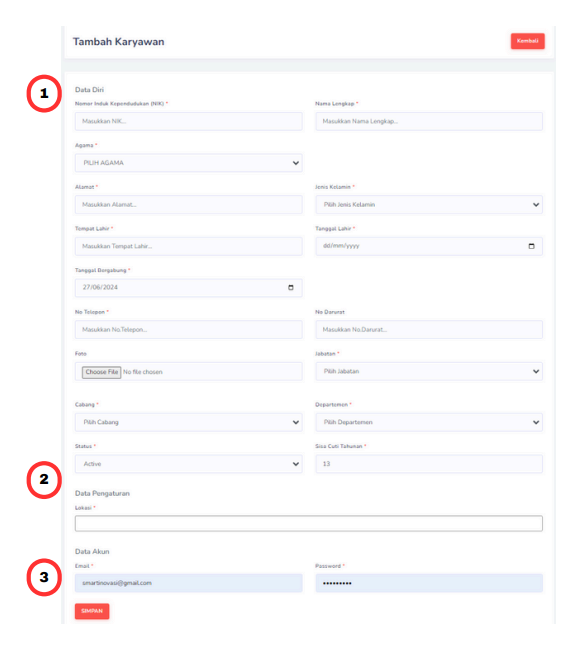 Tambah Karyawan
Kembali
1
Data Diri
Nomor Induk Kependudukan (NIK) *
Nama Lengkap *
Masukkan NIK...
Masukkan Nama Lengkap...
Agama *
PILIH AGAMA
Alamat *
Jenis Kelamin *
Masukkan Alamat...
Pilih Jenis Kelamin
Tempat Lahir *
Tanggal Lahir *
Masukkan Tempat Lahir...
dd/mm/yyyy
Tanggal Bergabung *
27/06/2024
No Telepon *
No Darurat
Masukkan No.Telepon...
Masukkan No.Darurat...
Foto
Jabatan *
Choose File No file chosen
Pilih Jabatan
Cabang *
Departemen *
Pilih Cabang
Pilih Departemen
Status *
Sisa Cuti Tahunan *
Active
13
2
Data Pengaturan
Lokasi *
Data Akun
3
Email *
Password *
smartinovasi@gmail.com
•••••••••
SIMPAN